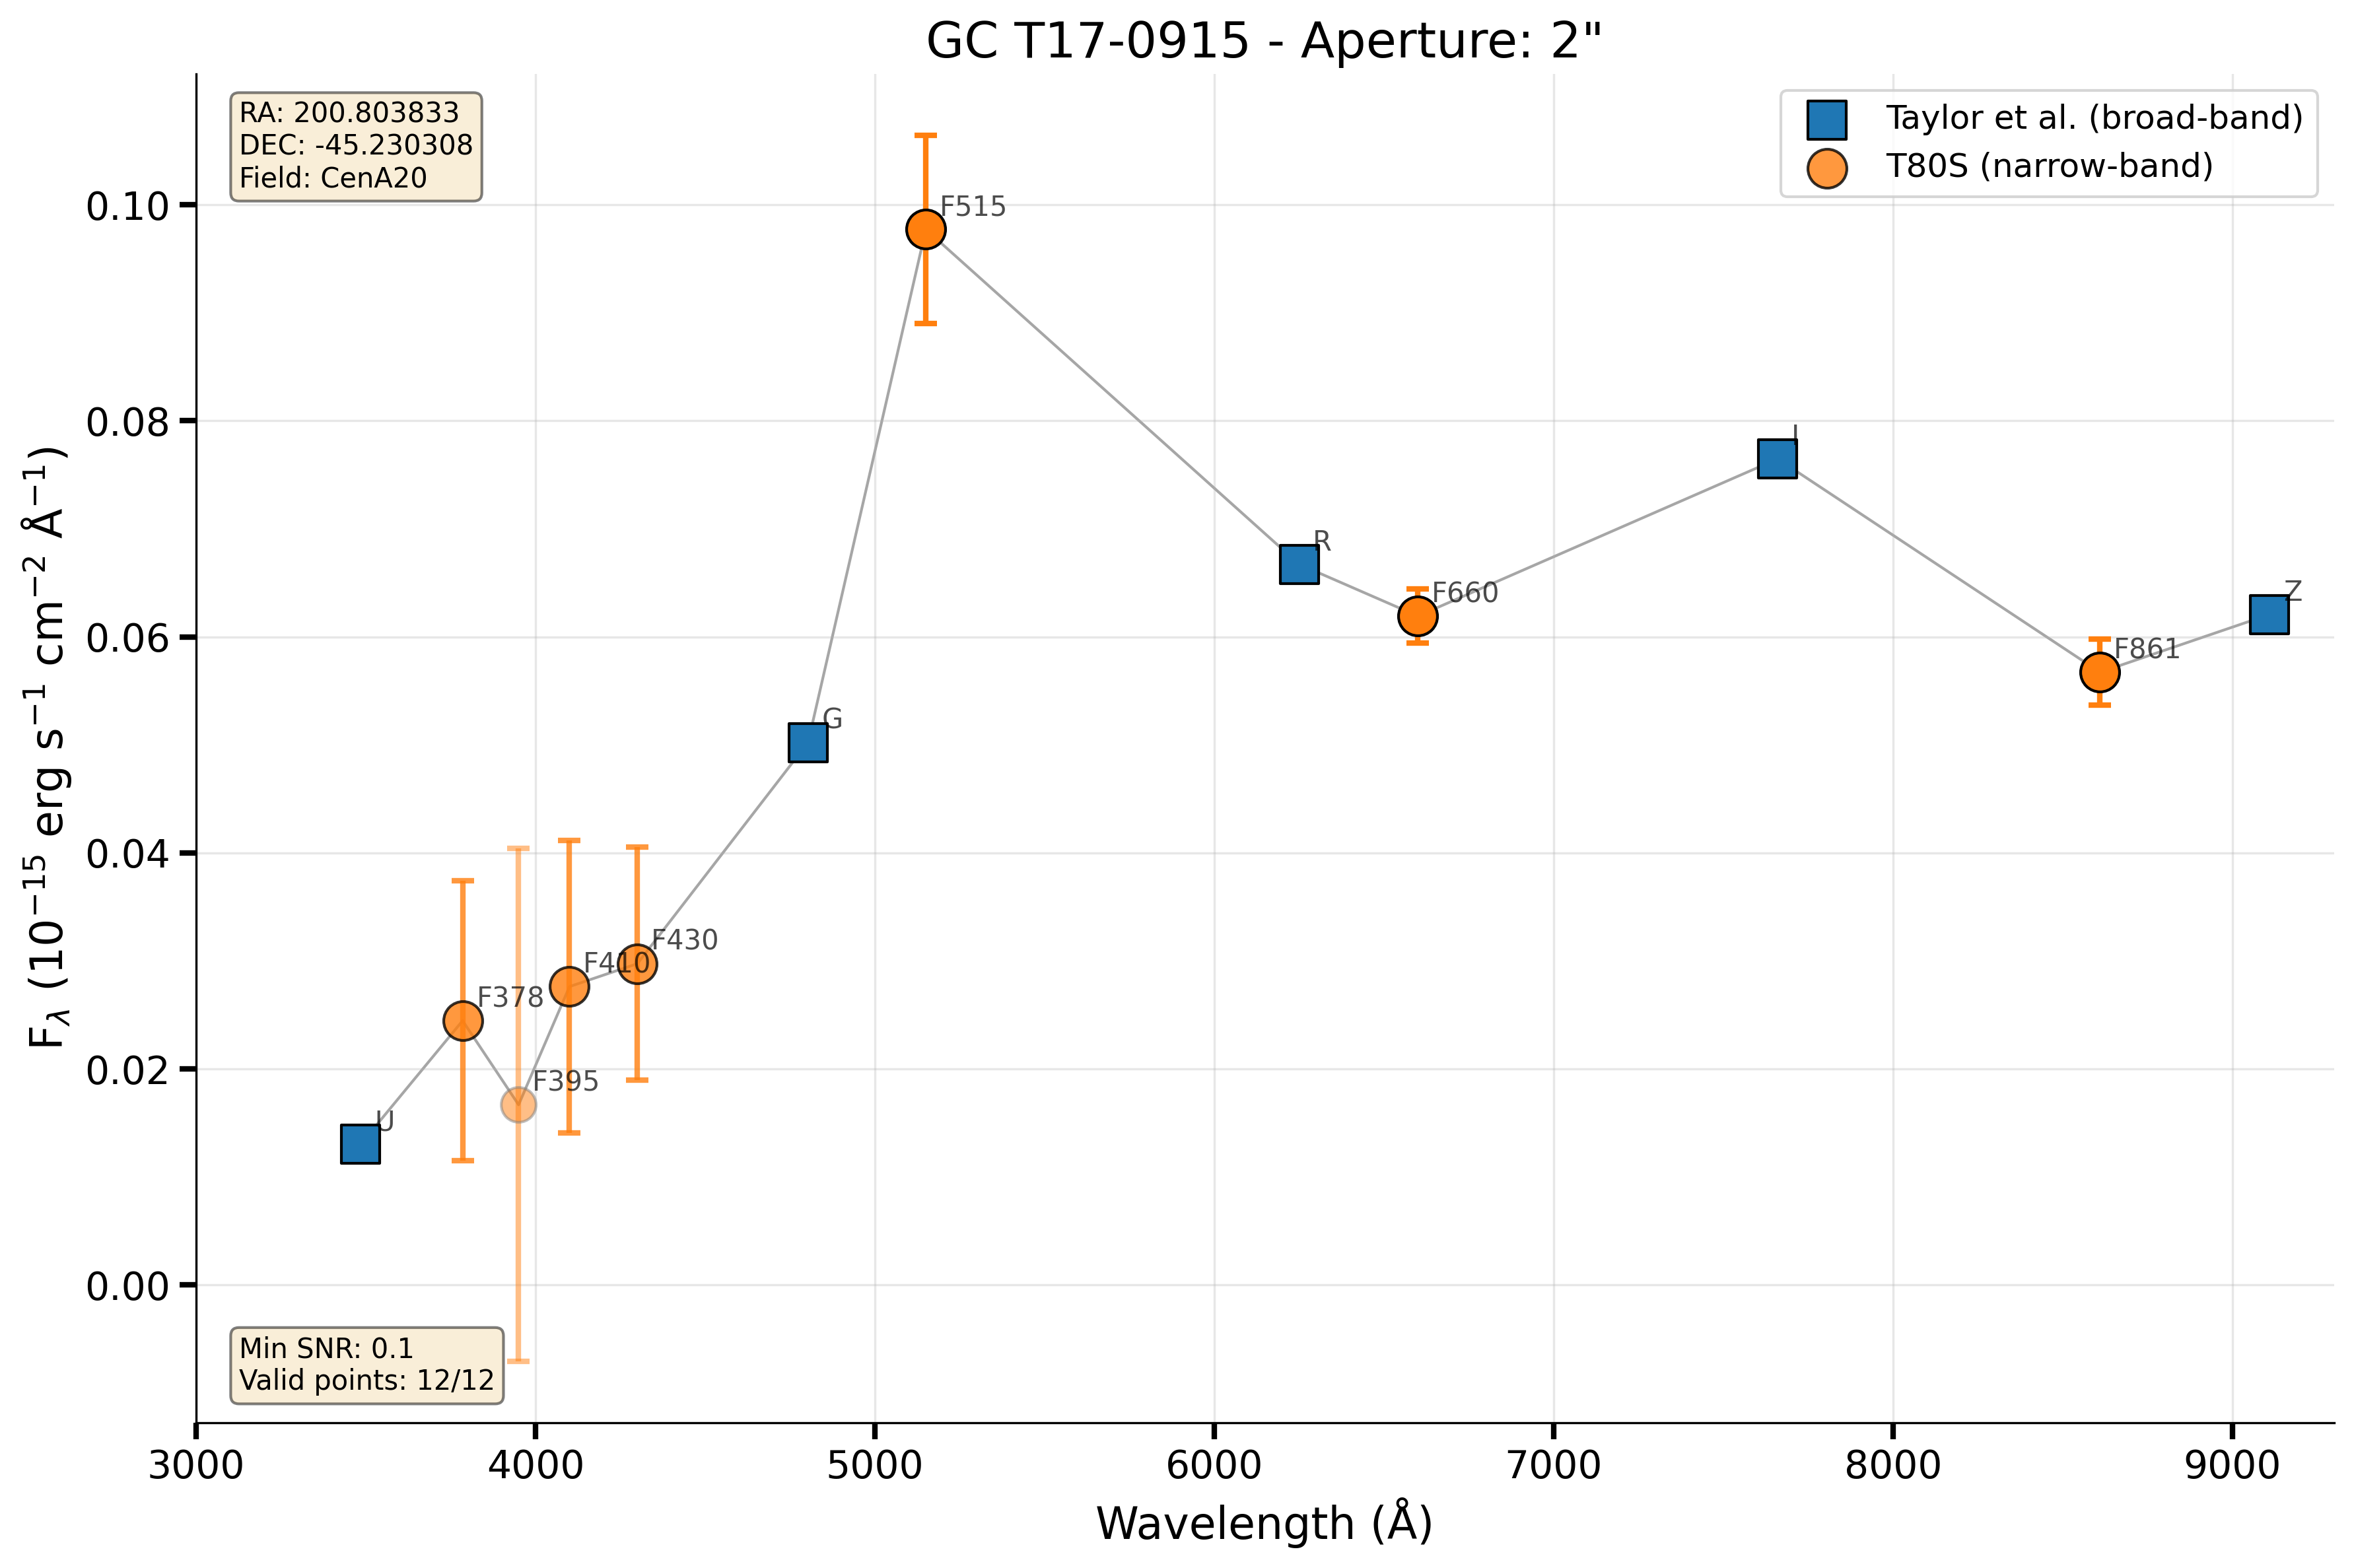 GC T17-0915 - Aperture: 2"
RA: 200.803833
DEC: -45.230308
Field: CenA20
Taylor et al. (broad-band)
T80S (narrow-band)
F515
I
R
F660
Z
F861
G
F430
F410
F378
F395
U
Min SNR: 0.1
Valid points: 12/12
0.10
0.08
0.06
0.04
0.02
0.00
F_λ (10⁻¹⁵ erg s⁻¹ cm⁻² Å⁻¹)
3000 4000 5000 6000 7000 8000 9000
Wavelength (Å)